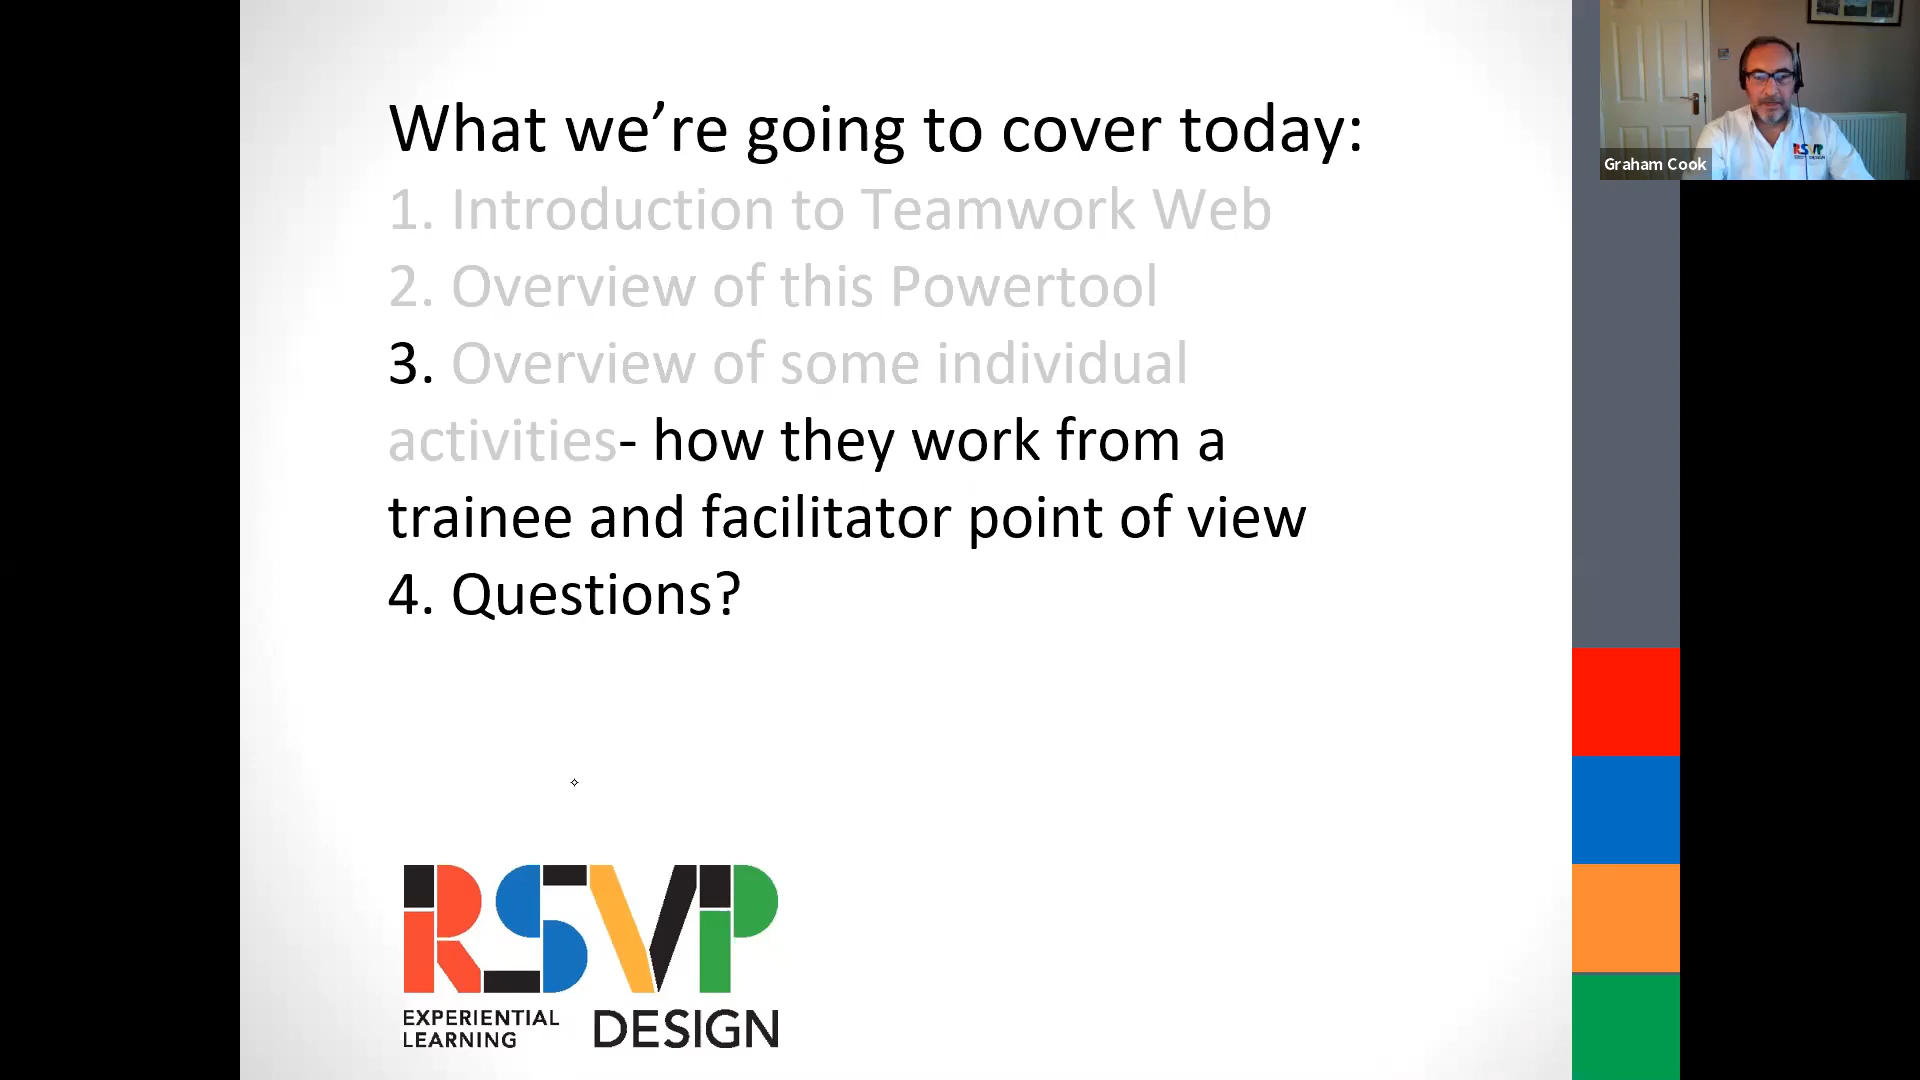 What we’re going to cover today:
1. Introduction to Teamwork Web
2. Overview of this Powertool
3. Overview of some individual
activities- how they work from a
trainee and facilitator point of view
4. Questions?
RSVP
EXPERIENTIAL
LEARNING
DESIGN
Graham Cook
RSVP
DESIGN